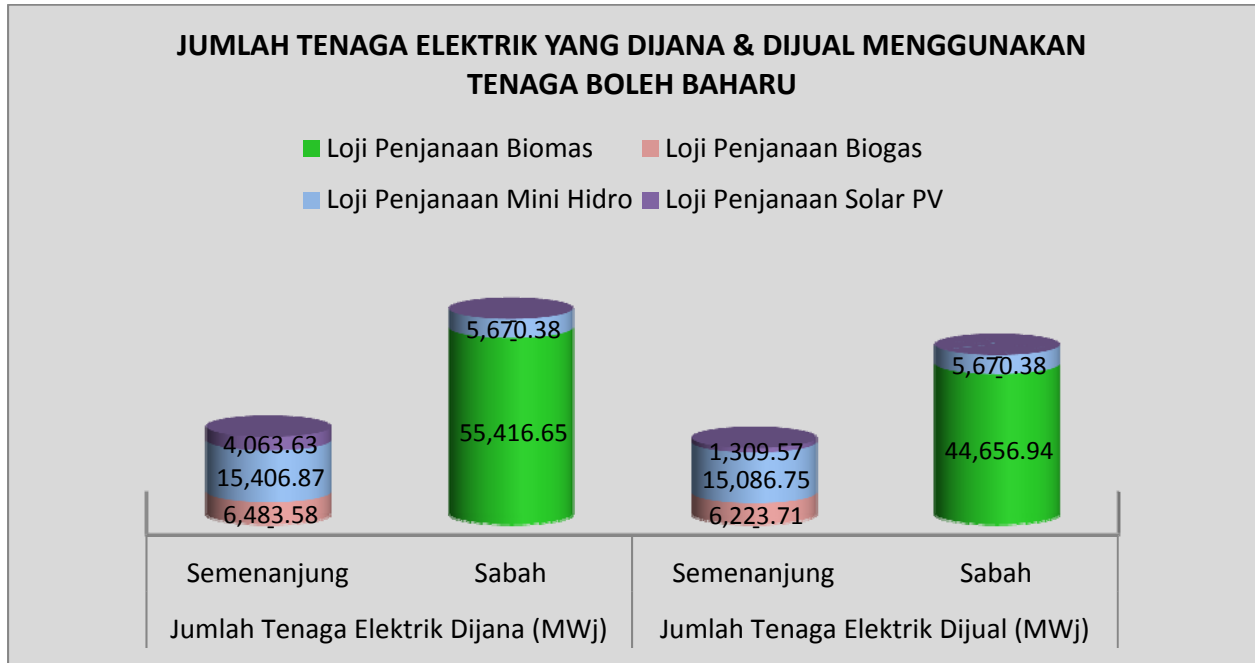 JUMLAH TENAGA ELEKTRIK YANG DIJANA & DIJUAL MENGGUNAKAN
TENAGA BOLEH BAHARU
Loji Penjanaan Biomas
Loji Penjanaan Biogas
Loji Penjanaan Mini Hidro
Loji Penjanaan Solar PV
4,063.63
15,406.87
6,483.58
-
5,670.38
-
55,416.65
1,309.57
15,086.75
6,223.71
-
5,670.38
-
44,656.94
Semenanjung
Sabah
Semenanjung
Sabah
Jumlah Tenaga Elektrik Dijana (MWj)
Jumlah Tenaga Elektrik Dijual (MWj)